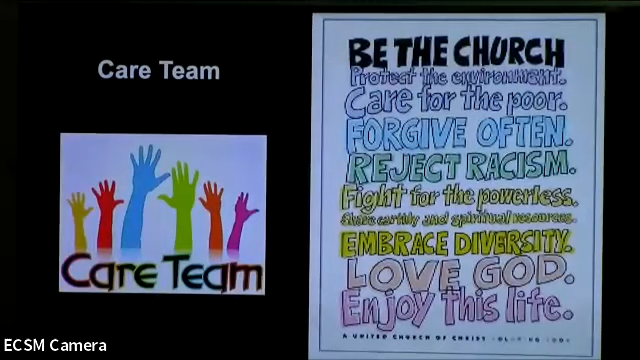 Care Team
Care Team
BE THE CHURCH
Protect the environment.
Care for the poor.
FORGIVE OFTEN.
REJECT RACISM.
Fight for the powerless.
Share earthly and spiritual resources.
EMBRACE DIVERSITY.
LOVE GOD.
Enjoy this life.
A UNITED CHURCH OF CHRIST
ECSM Camera